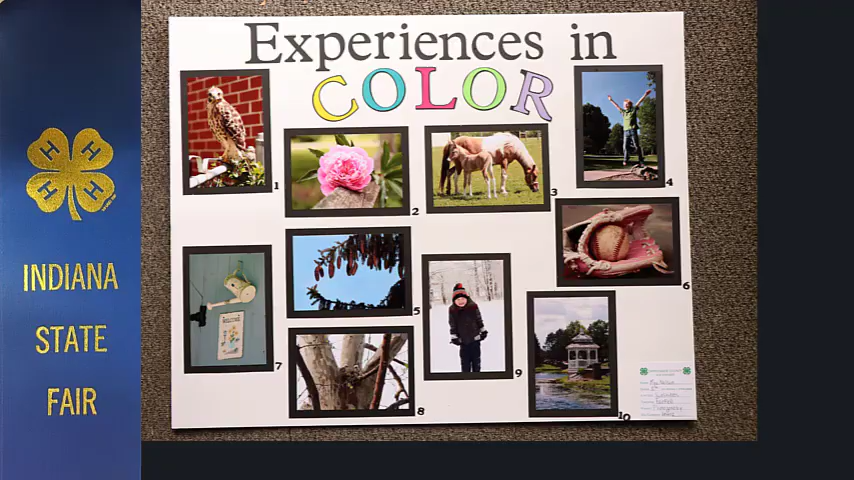 H H
H H
INDIANA
STATE
FAIR
Experiences in
COLOR
1
2
3
4
5
6
7
8
9
10